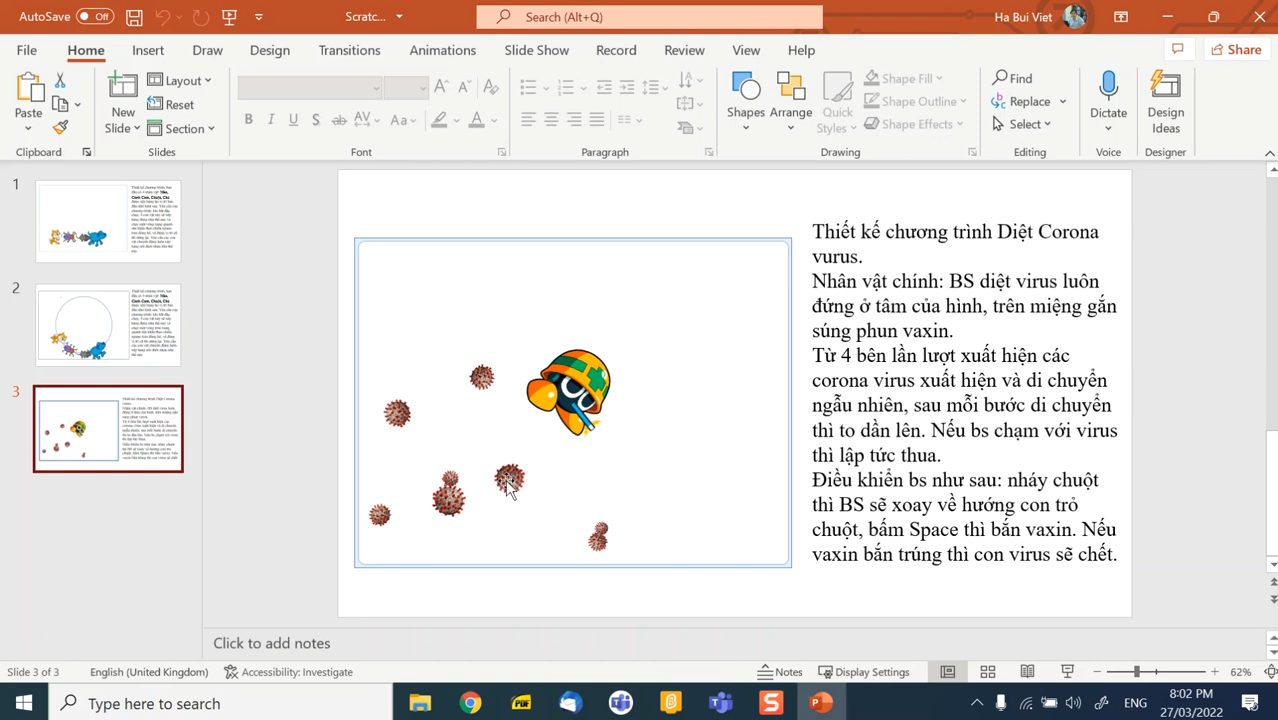 AutoSave Off Scratc... Search (Alt+Q) Ha Bui Viet
File Home Insert Draw Design Transitions Animations Slide Show Record Review View Help Share
Paste New Slide Layout Reset Section
B I U S AV Aa A
Shapes Arrange Quick Styles Shape Fill Shape Outline Shape Effects
Find Replace Select Dictate Design Ideas
Clipboard Slides Font Paragraph Drawing Editing Voice Designer
1
2
3
Thiết kế chương trình Diệt Corona
vurus.
Nhân vật chính: BS diệt virus luôn
đứng ở tâm của hình, trên miệng gắn
súng phun vaxin.
Từ 4 bên lần lượt xuất hiện các
corona virus xuất hiện và di chuyển
ngẫu nhiên, sau mỗi bước di chuyển
thì to dần lên. Nếu bs chạm với virus
thì lập tức thua.
Điều khiển bs như sau: nháy chuột
thì BS sẽ xoay về hướng con trỏ
chuột, bấm Space thì bắn vaxin. Nếu
vaxin bắn trúng thì con virus sẽ chết.
Click to add notes
Slide 3 of 3 English (United Kingdom) Accessibility: Investigate Notes Display Settings 62%
Type here to search PDF S ENG 8:02 PM
27/03/2022